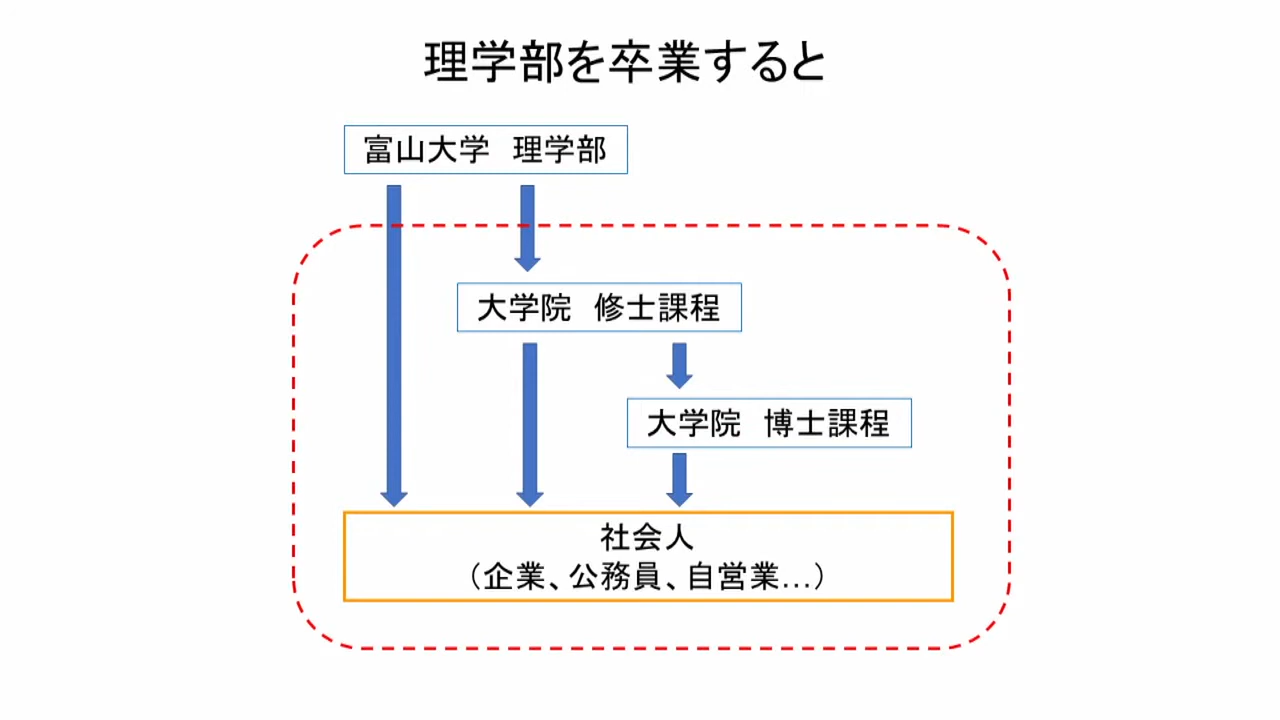 理学部を卒業すると
富山大学　理学部
大学院　修士課程
大学院　博士課程
社会人
（企業、公務員、自営業…）